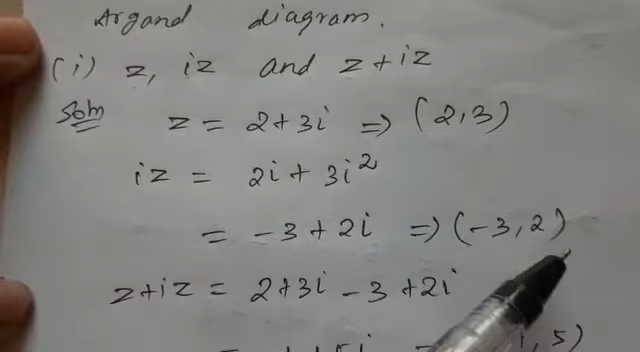 Argand diagram.
(i) z, iz and z+iz
Soln z = 2+3i => (2,3)
iz = 2i + 3i²
= -3+2i => (-3,2)
z+iz = 2+3i -3 +2i
= , 5)